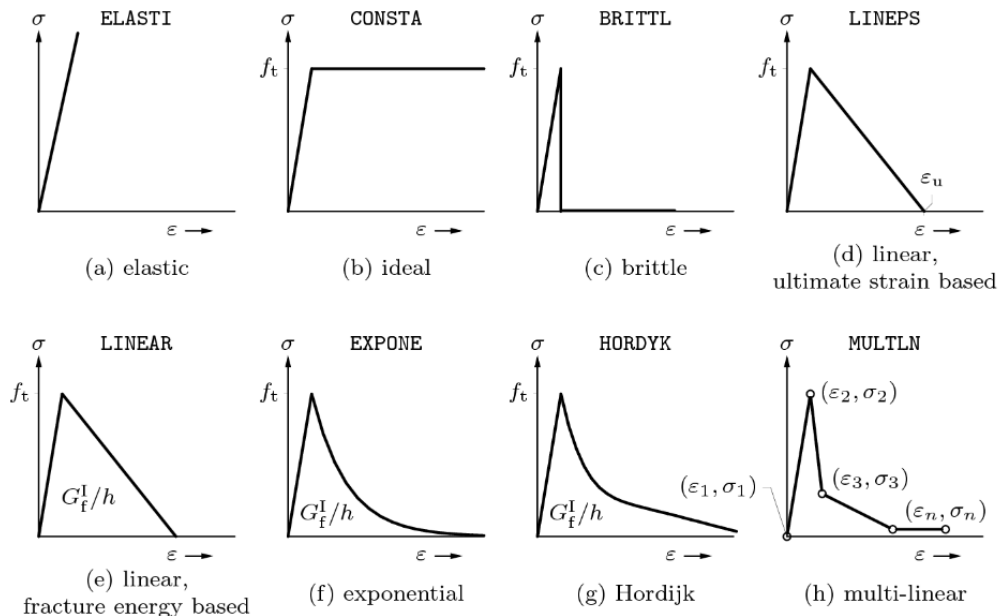 σ ELASTI
ε →
(a) elastic
σ CONSTA
f_t
ε →
(b) ideal
σ BRITTL
f_t
ε →
(c) brittle
σ LINEPS
f_t
ε_u
ε →
(d) linear,
ultimate strain based
σ LINEAR
f_t
G_f^I/h
ε →
(e) linear,
fracture energy based
σ EXPONE
f_t
G_f^I/h
ε →
(f) exponential
σ HORDYK
f_t
G_f^I/h
ε →
(g) Hordijk
σ MULTLN
(ε_2, σ_2)
(ε_1, σ_1)
(ε_3, σ_3)
(ε_n, σ_n)
ε →
(h) multi-linear